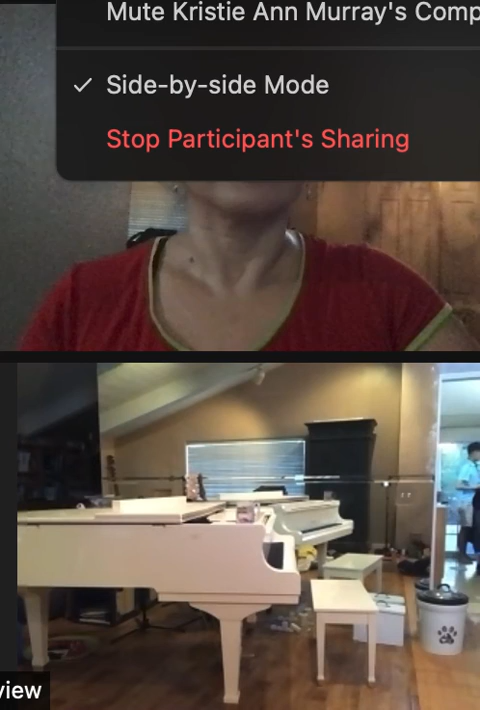 Mute Kristie Ann Murray's Comp
Side-by-side Mode
Stop Participant's Sharing
view